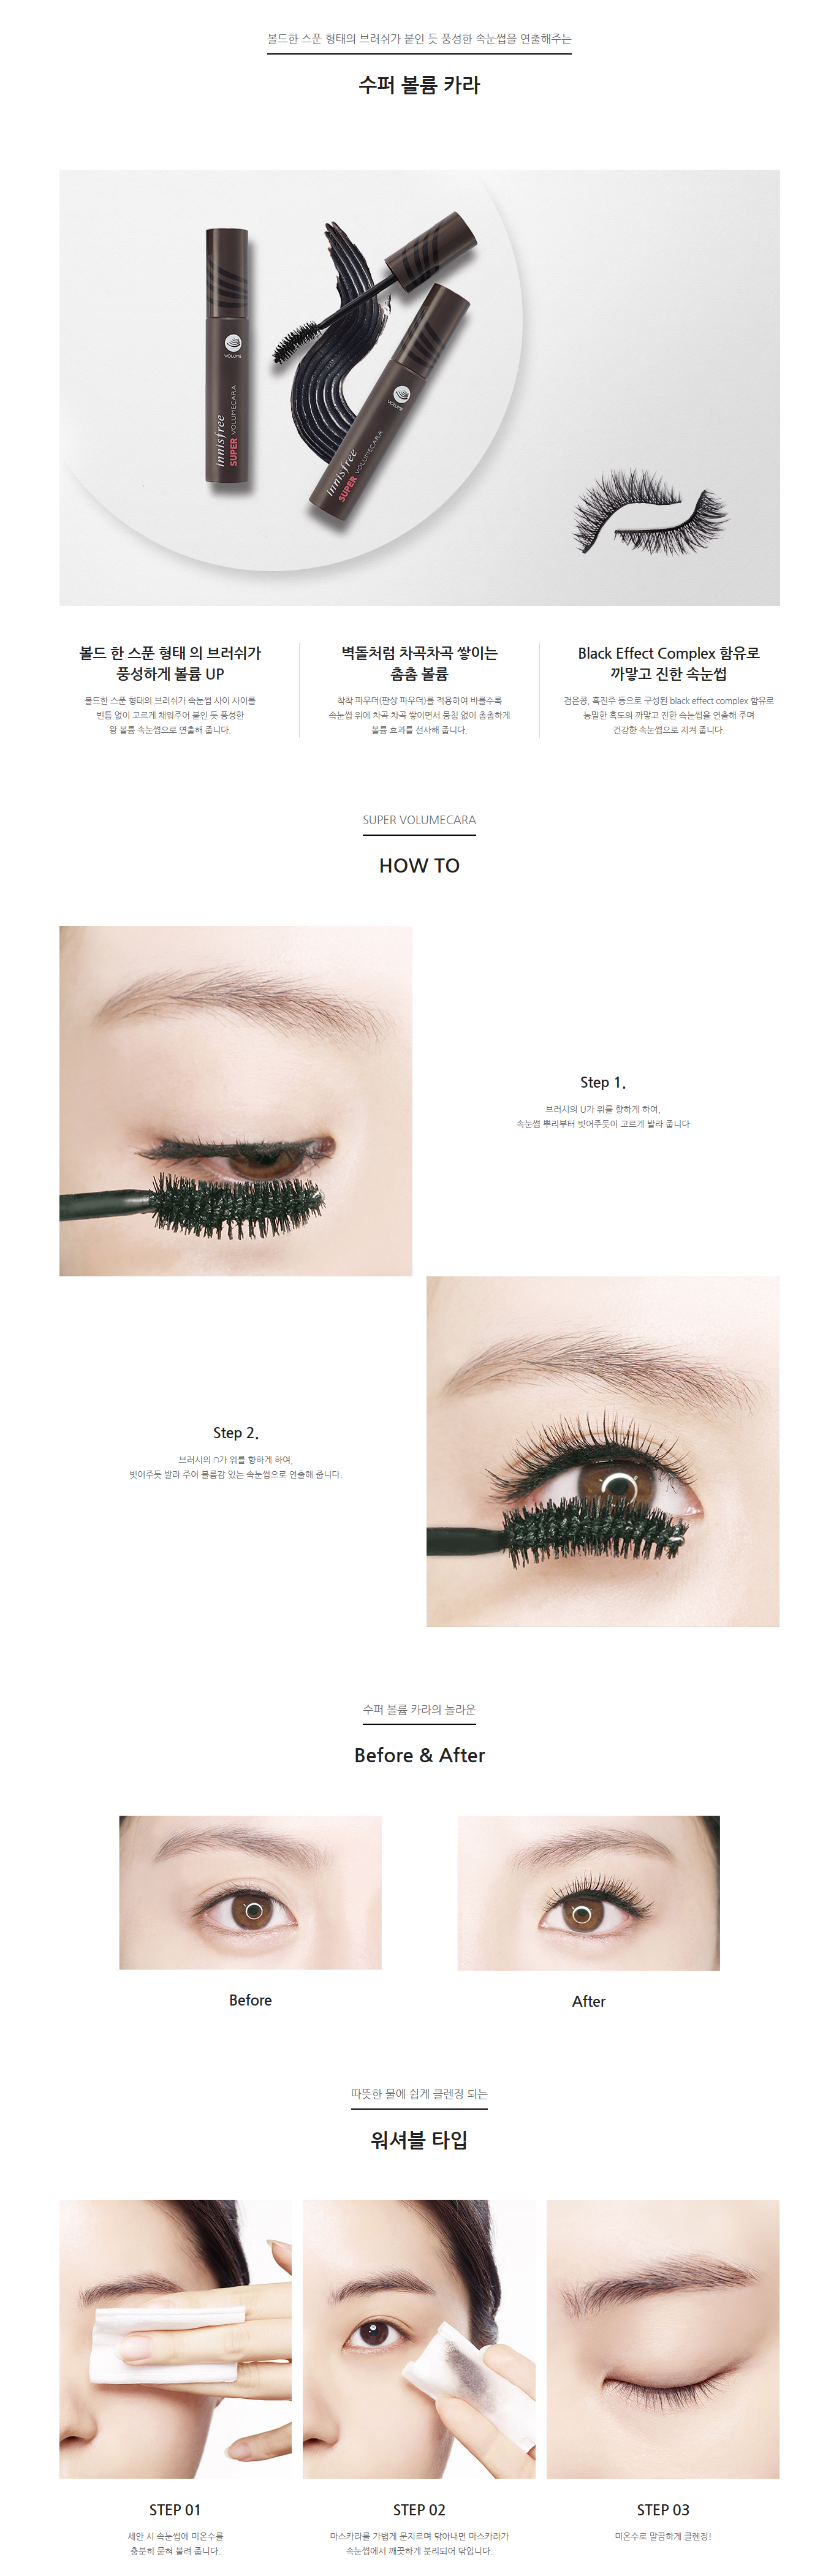 볼드한 스푼 형태의 브러쉬가 붙인 듯 풍성한 속눈썹을 연출해주는
수퍼 볼륨 카라
VOLUME
innisfree
SUPER VOLUMECARA
VOLUME
innisfree
SUPER VOLUMECARA
볼드 한 스푼 형태 의 브러쉬가
풍성하게 볼륨 UP
볼드한 스푼 형태의 브러쉬가 속눈썹 사이 사이를
빈틈 없이 고르게 채워주어 붙인 듯 풍성한
왕 볼륨 속눈썹으로 연출해 줍니다.
벽돌처럼 차곡차곡 쌓이는
촘촘 볼륨
착착 파우더(판상 파우더)를 적용하여 바를수록
속눈썹 위에 차곡 차곡 쌓이면서 뭉침 없이 촘촘하게
볼륨 효과를 선사해 줍니다.
Black Effect Complex 함유로
까맣고 진한 속눈썹
검은콩, 흑진주 등으로 구성된 black effect complex 함유로
농밀한 흑도의 까맣고 진한 속눈썹을 연출해 주며
건강한 속눈썹으로 지켜 줍니다.
SUPER VOLUMECARA
HOW TO
Step 1.
브러시의 U가 위를 향하게 하여,
속눈썹 뿌리부터 빗어주듯이 고르게 발라 줍니다
Step 2.
브러시의 ∩가 위를 향하게 하여,
빗어주듯 발라 주어 볼륨감 있는 속눈썹으로 연출해 줍니다.
수퍼 볼륨 카라의 놀라운
Before & After
Before
After
따뜻한 물에 쉽게 클렌징 되는
워셔블 타입
STEP 01
세안 시 속눈썹에 미온수를
충분히 묻혀 불려 줍니다.
STEP 02
마스카라를 가볍게 문지르며 닦아내면 마스카라가
속눈썹에서 깨끗하게 분리되어 닦입니다.
STEP 03
미온수로 말끔하게 클렌징!